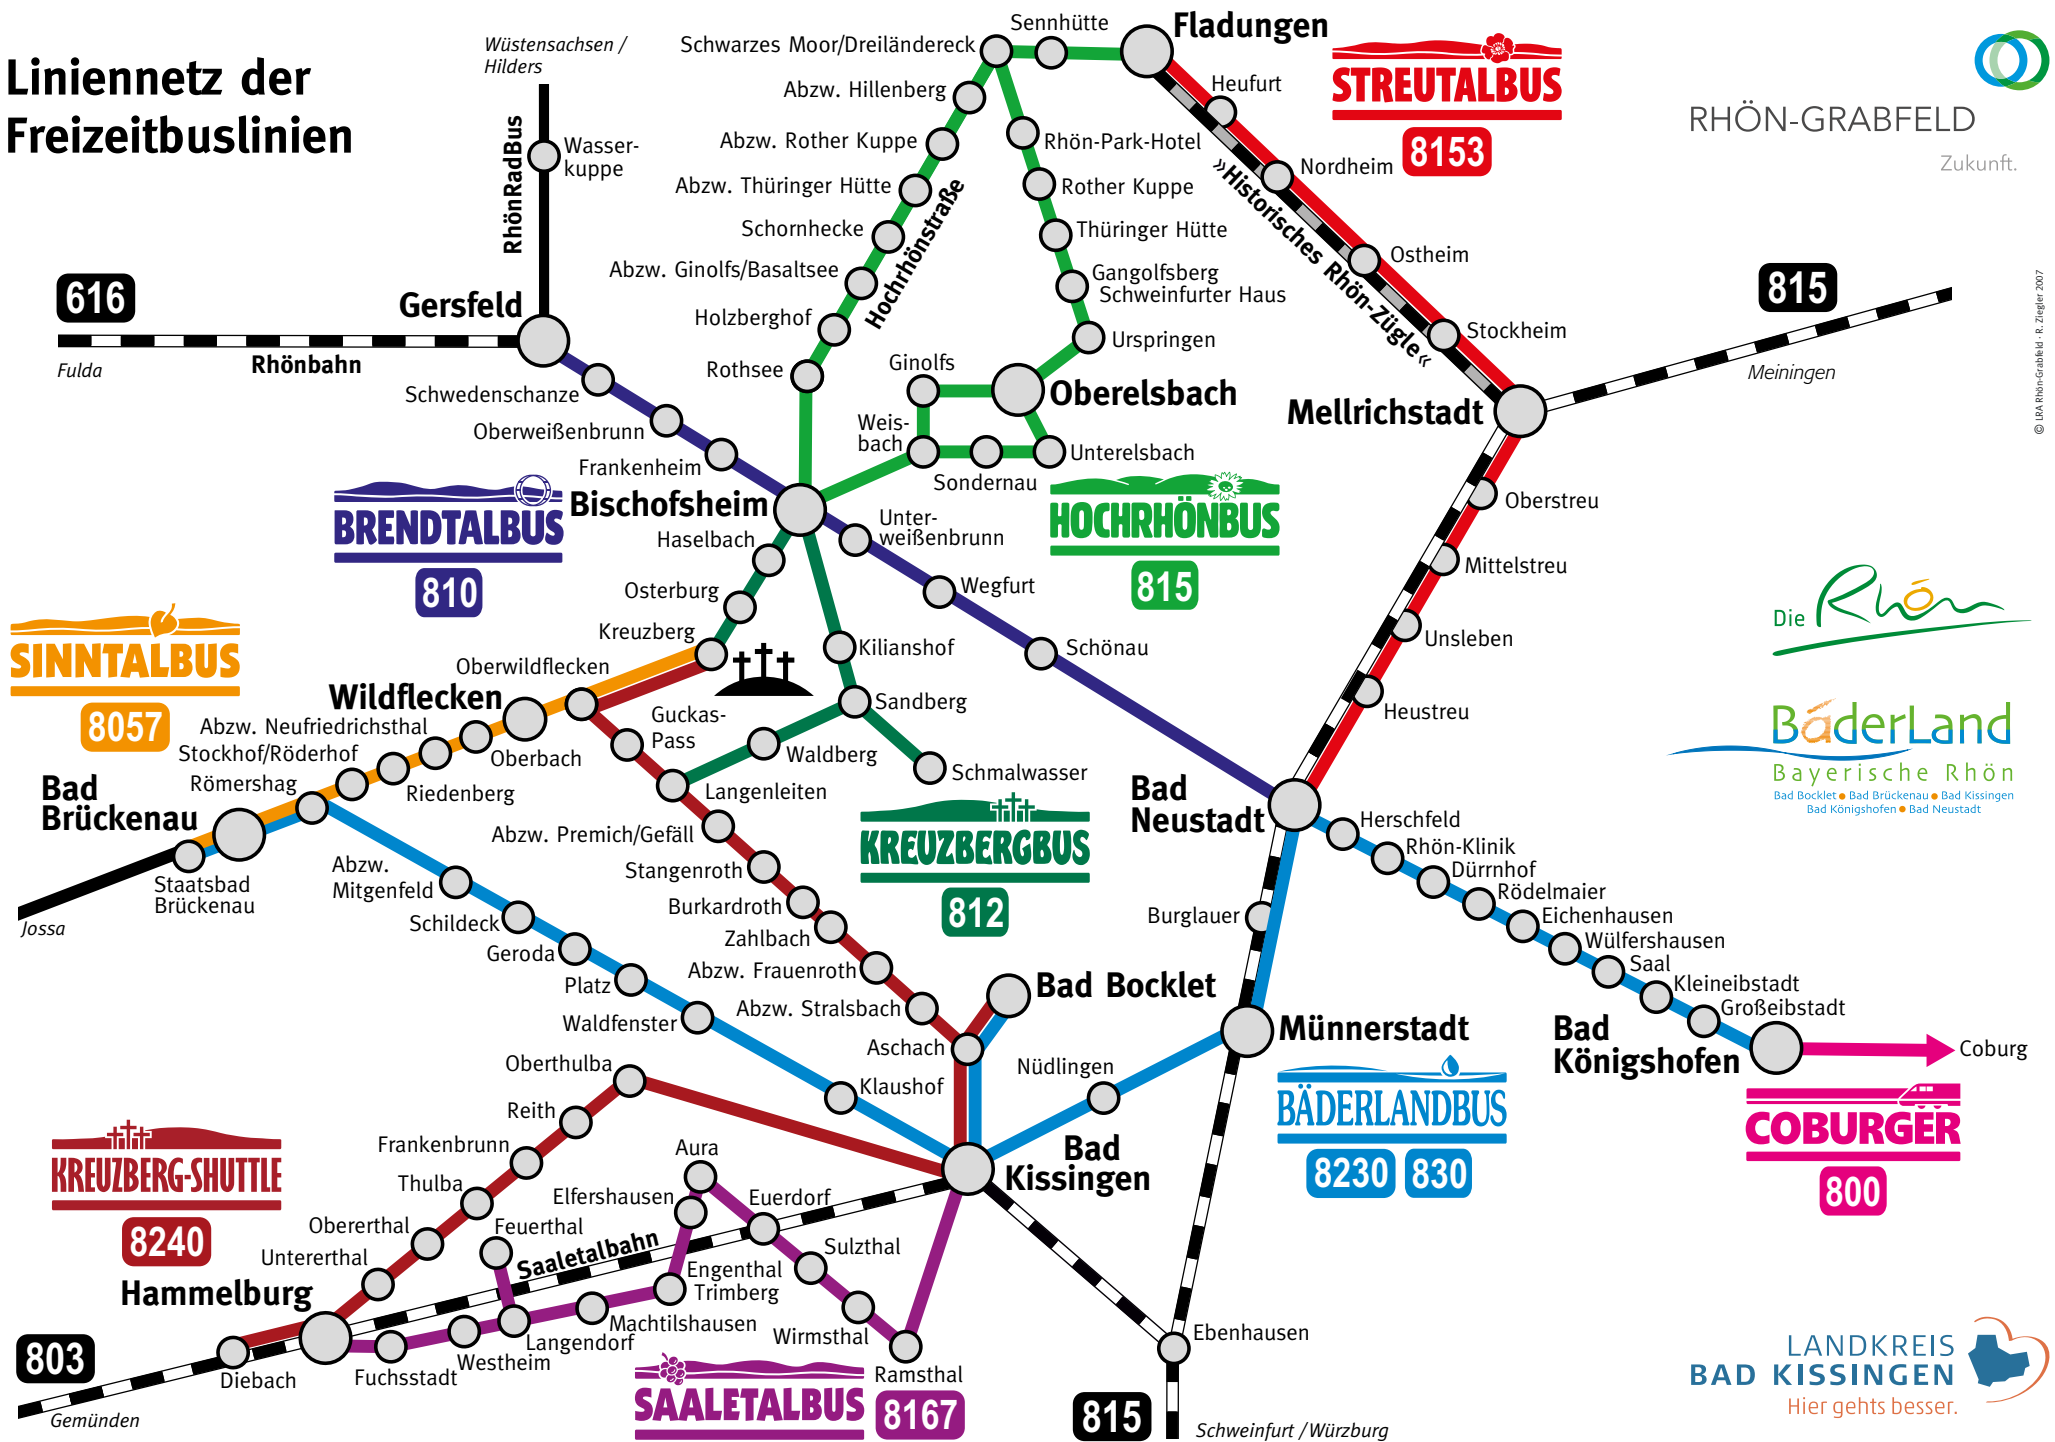 Liniennetz der
Freizeitbuslinien
Wüstensachsen /
Hilders
RhönRadBus
Wasser-
kuppe
616
Fulda
Rhönbahn
Gersfeld
Schwedenschanze
Oberweißenbrunn
Frankenheim
Bischofsheim
BRENDTALBUS
810
Sennhütte
Schwarzes Moor/Dreiländereck
Abzw. Hillenberg
Abzw. Rother Kuppe
Abzw. Thüringer Hütte
Schornhecke
Abzw. Ginolfs/Basaltsee
Holzberghof
Rothsee
Hochrhönstraße
Rhön-Park-Hotel
Rother Kuppe
Thüringer Hütte
Gangolfsberg
Schweinfurter Haus
Urspringen
Ginolfs
Oberelsbach
Weis-
bach
Sondernau
Unterelsbach
HOCHRHÖNBUS
815
Fladungen
Heufurt
Nordheim
Ostheim
Stockheim
»Historisches Rhön-Zügle«
STREUTALBUS
8153
Mellrichstadt
815
Meiningen
RHÖN-GRABFELD
Zukunft.
© LRA Rhön-Grabfeld · R. Ziegler 2007
Oberstreu
Mittelstreu
Unsleben
Heustreu
Unter-
weißenbrunn
Wegfurt
Schönau
Bad
Neustadt
Haselbach
Osterburg
Kreuzberg
Oberwildflecken
Wildflecken
Kilianshof
Sandberg
Waldberg
Schmalwasser
KREUZBERGBUS
812
SINNTALBUS
8057
Abzw. Neufriedrichsthal
Stockhof/Röderhof
Römershag
Oberbach
Riedenberg
Bad
Brückenau
Staatsbad
Brückenau
Jossa
Guckas-
Pass
Langenleiten
Abzw. Premich/Gefäll
Stangenroth
Burkardroth
Zahlbach
Abzw. Frauenroth
Abzw. Stralsbach
Aschach
Bad Bocklet
Abzw.
Mitgenfeld
Schildeck
Geroda
Platz
Waldfenster
Klaushof
Die Rhön
BäderLand
Bayerische Rhön
Bad Bocklet ● Bad Brückenau ● Bad Kissingen
Bad Königshofen ● Bad Neustadt
Herschfeld
Rhön-Klinik
Dürrnhof
Rödelmaier
Eichenhausen
Wülfershausen
Saal
Kleineibstadt
Großeibstadt
Bad
Königshofen
Coburg
COBURGER
800
Burglauer
Münnerstadt
Nüdlingen
BÄDERLANDBUS
8230
830
Bad
Kissingen
Oberthulba
Reith
Frankenbrunn
Thulba
Obererthal
Untererthal
Hammelburg
KREUZBERG-SHUTTLE
8240
803
Gemünden
Diebach
Fuchsstadt
Westheim
Feuerthal
Langendorf
Machtilshausen
Engenthal
Trimberg
Elfershausen
Aura
Euerdorf
Sulzthal
Wirmsthal
Ramsthal
Saaletalbahn
SAALETALBUS
8167
Ebenhausen
815
Schweinfurt / Würzburg
LANDKREIS
BAD KISSINGEN
Hier gehts besser.